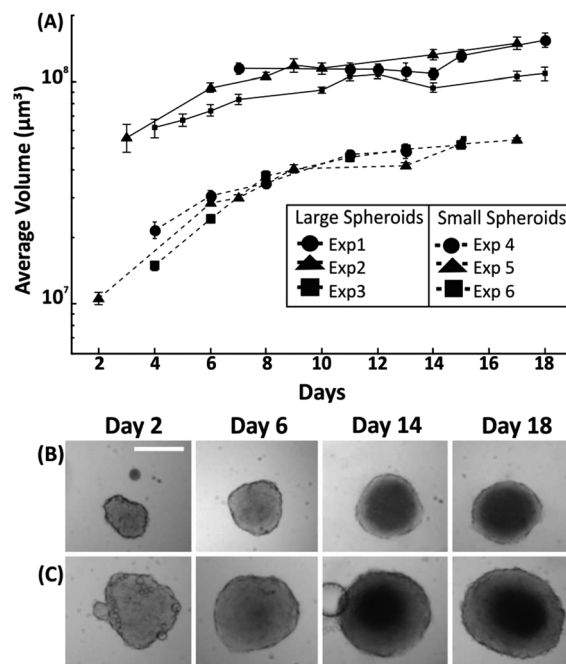 (A)
Average Volume (μm³)
10⁸
10⁷
Large Spheroids Small Spheroids
Exp1 Exp 4
Exp2 Exp 5
Exp3 Exp 6
2 4 6 8 10 12 14 16 18
Days
Day 2 Day 6 Day 14 Day 18
(B)
(C)